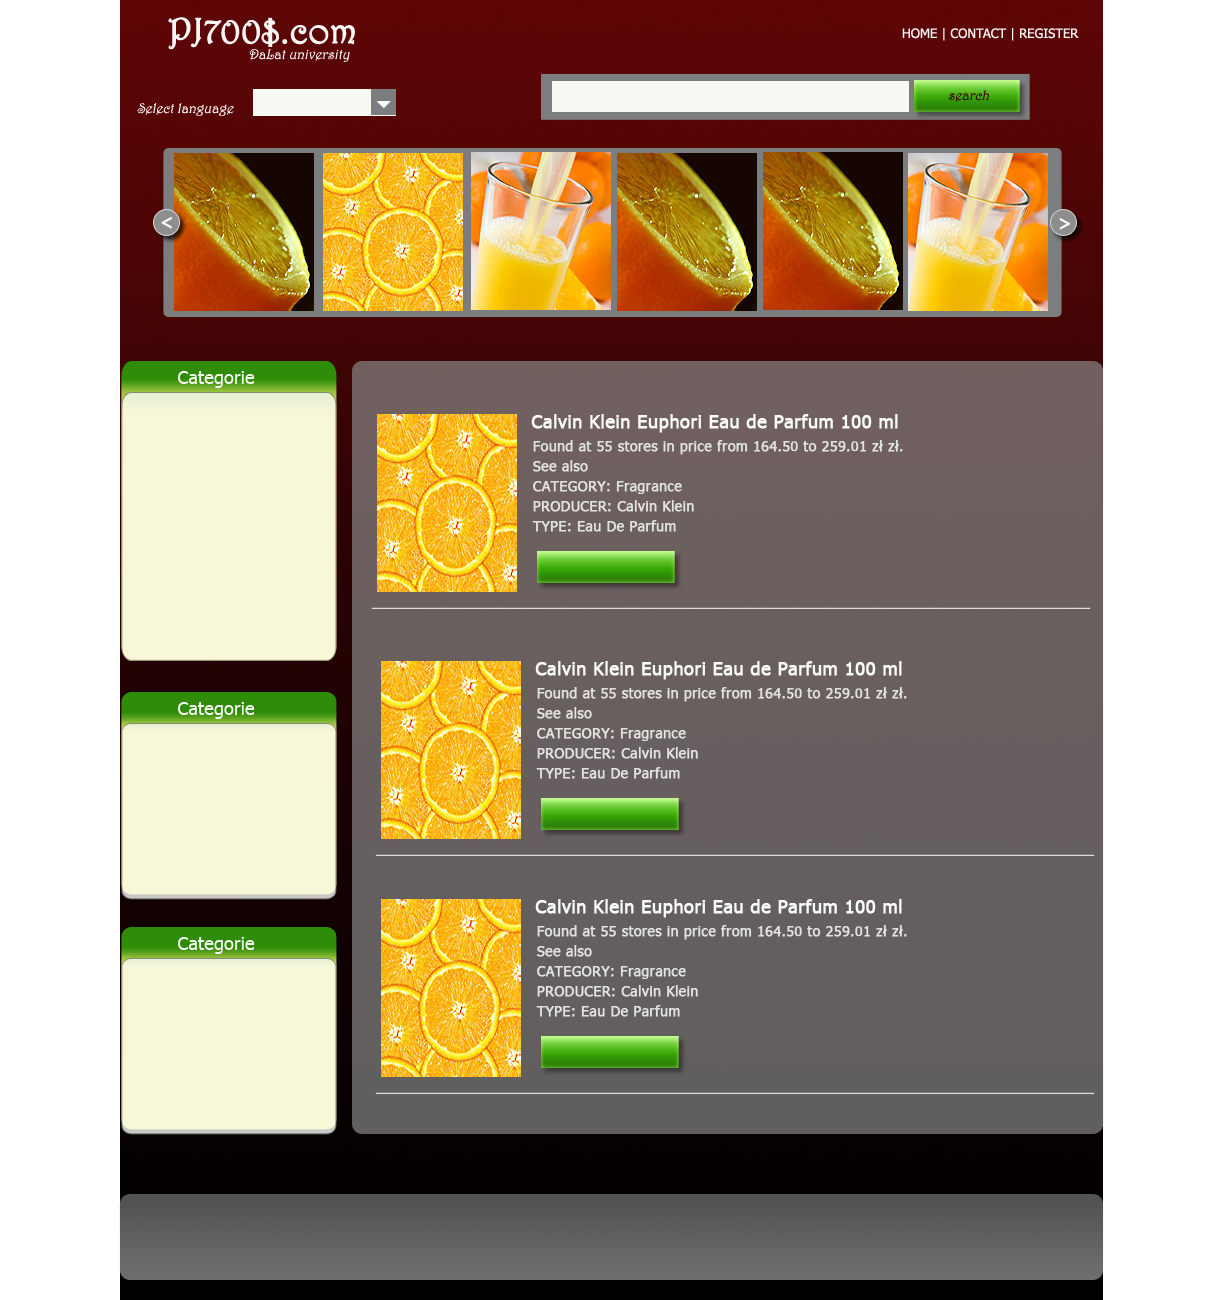 PJ700$.com
DaLat university
HOME | CONTACT | REGISTER
Select language
search
<
>
Categorie
Calvin Klein Euphori Eau de Parfum 100 ml
Found at 55 stores in price from 164.50 to 259.01 zł zł.
See also
CATEGORY: Fragrance
PRODUCER: Calvin Klein
TYPE: Eau De Parfum
Categorie
Calvin Klein Euphori Eau de Parfum 100 ml
Found at 55 stores in price from 164.50 to 259.01 zł zł.
See also
CATEGORY: Fragrance
PRODUCER: Calvin Klein
TYPE: Eau De Parfum
Categorie
Calvin Klein Euphori Eau de Parfum 100 ml
Found at 55 stores in price from 164.50 to 259.01 zł zł.
See also
CATEGORY: Fragrance
PRODUCER: Calvin Klein
TYPE: Eau De Parfum